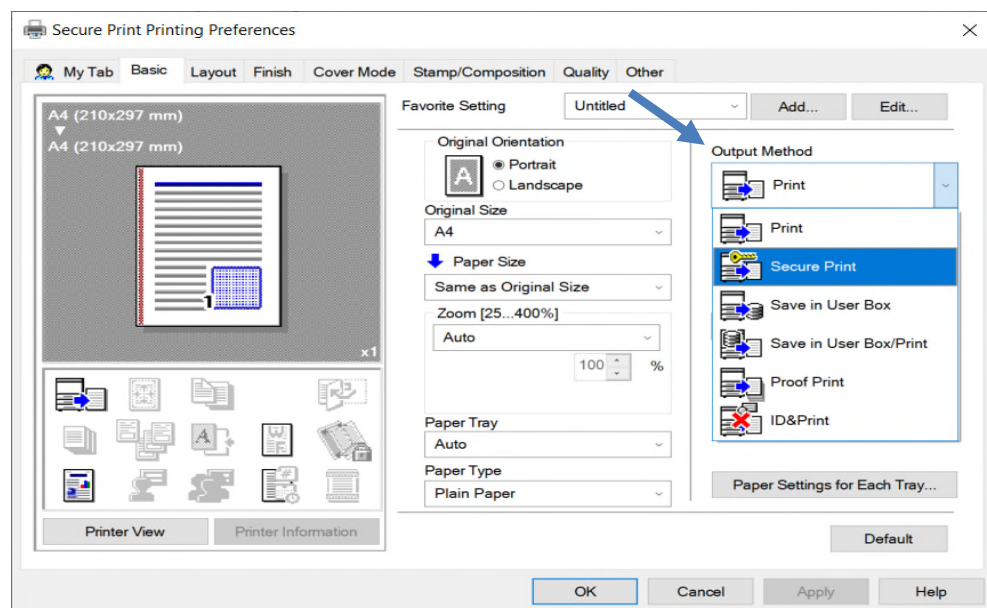 Secure Print Printing Preferences
My Tab Basic Layout Finish Cover Mode Stamp/Composition Quality Other
A4 (210x297 mm)
A4 (210x297 mm)
1
x1
Printer View Printer Information
Favorite Setting Untitled Add... Edit...
Original Orientation
A
Portrait
Landscape
Original Size
A4
Paper Size
Same as Original Size
Zoom [25...400%]
Auto
100 %
Paper Tray
Auto
Paper Type
Plain Paper
Output Method
Print
Print
Secure Print
Save in User Box
Save in User Box/Print
Proof Print
ID&Print
Paper Settings for Each Tray...
Default
OK Cancel Apply Help